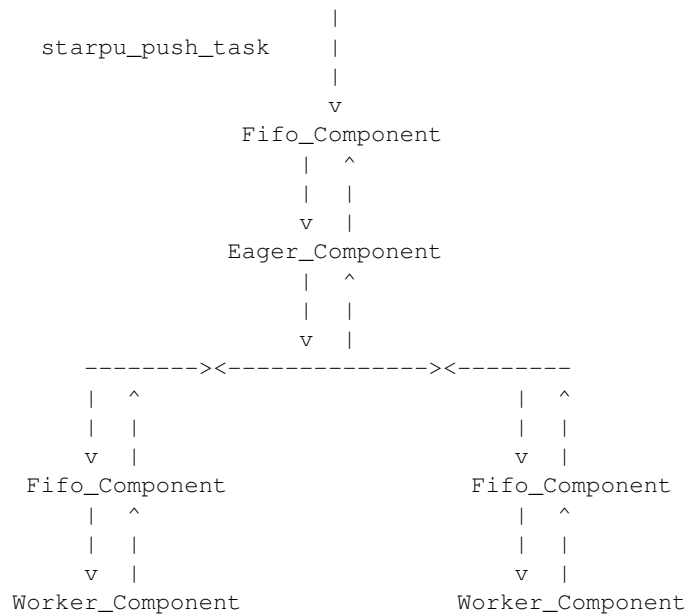 starpu_push_task
Fifo_Component
Eager_Component
Fifo_Component Fifo_Component
Worker_Component Worker_Component